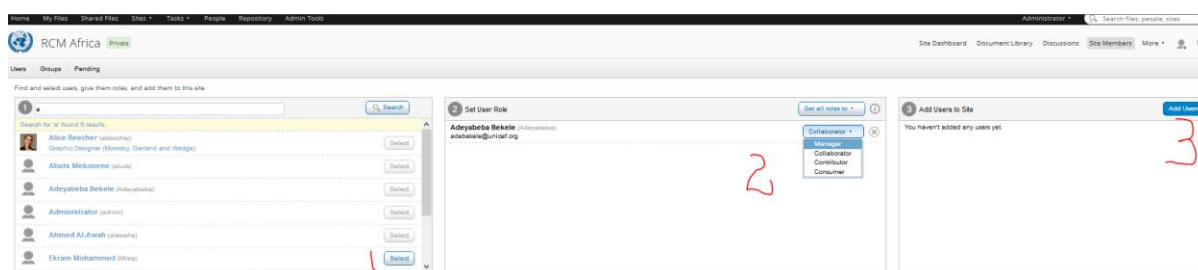 Home My Files Shared Files Sites Tasks People Repository Admin Tools Administrator Search files, people, sites
RCM Africa Private Site Dashboard Document Library Discussions Site Members More
Users Groups Pending
Find and select users, give them roles, and add them to this site.
1 a Search
Search for 'a' found 9 results.
Alice Beecher (abeecher)
Graphic Designer (Moresby, Garland and Wedge)
Select
Abuts Mekonene (abuts)
Select
Adeyabeba Bekele (Adeyabeba)
Select
Administrator (admin)
Select
Ahmed Al-Awah (alawaha)
Select
Ekram Mohammed
Select
1
2 Set User Role Set all roles to
Adeyabeba Bekele (Adeyabeba)
adebekele@unicef.org
Collaborator
Manager
Collaborator
Contributor
Consumer
2
3 Add Users to Site Add Users
You haven't added any users yet.
3